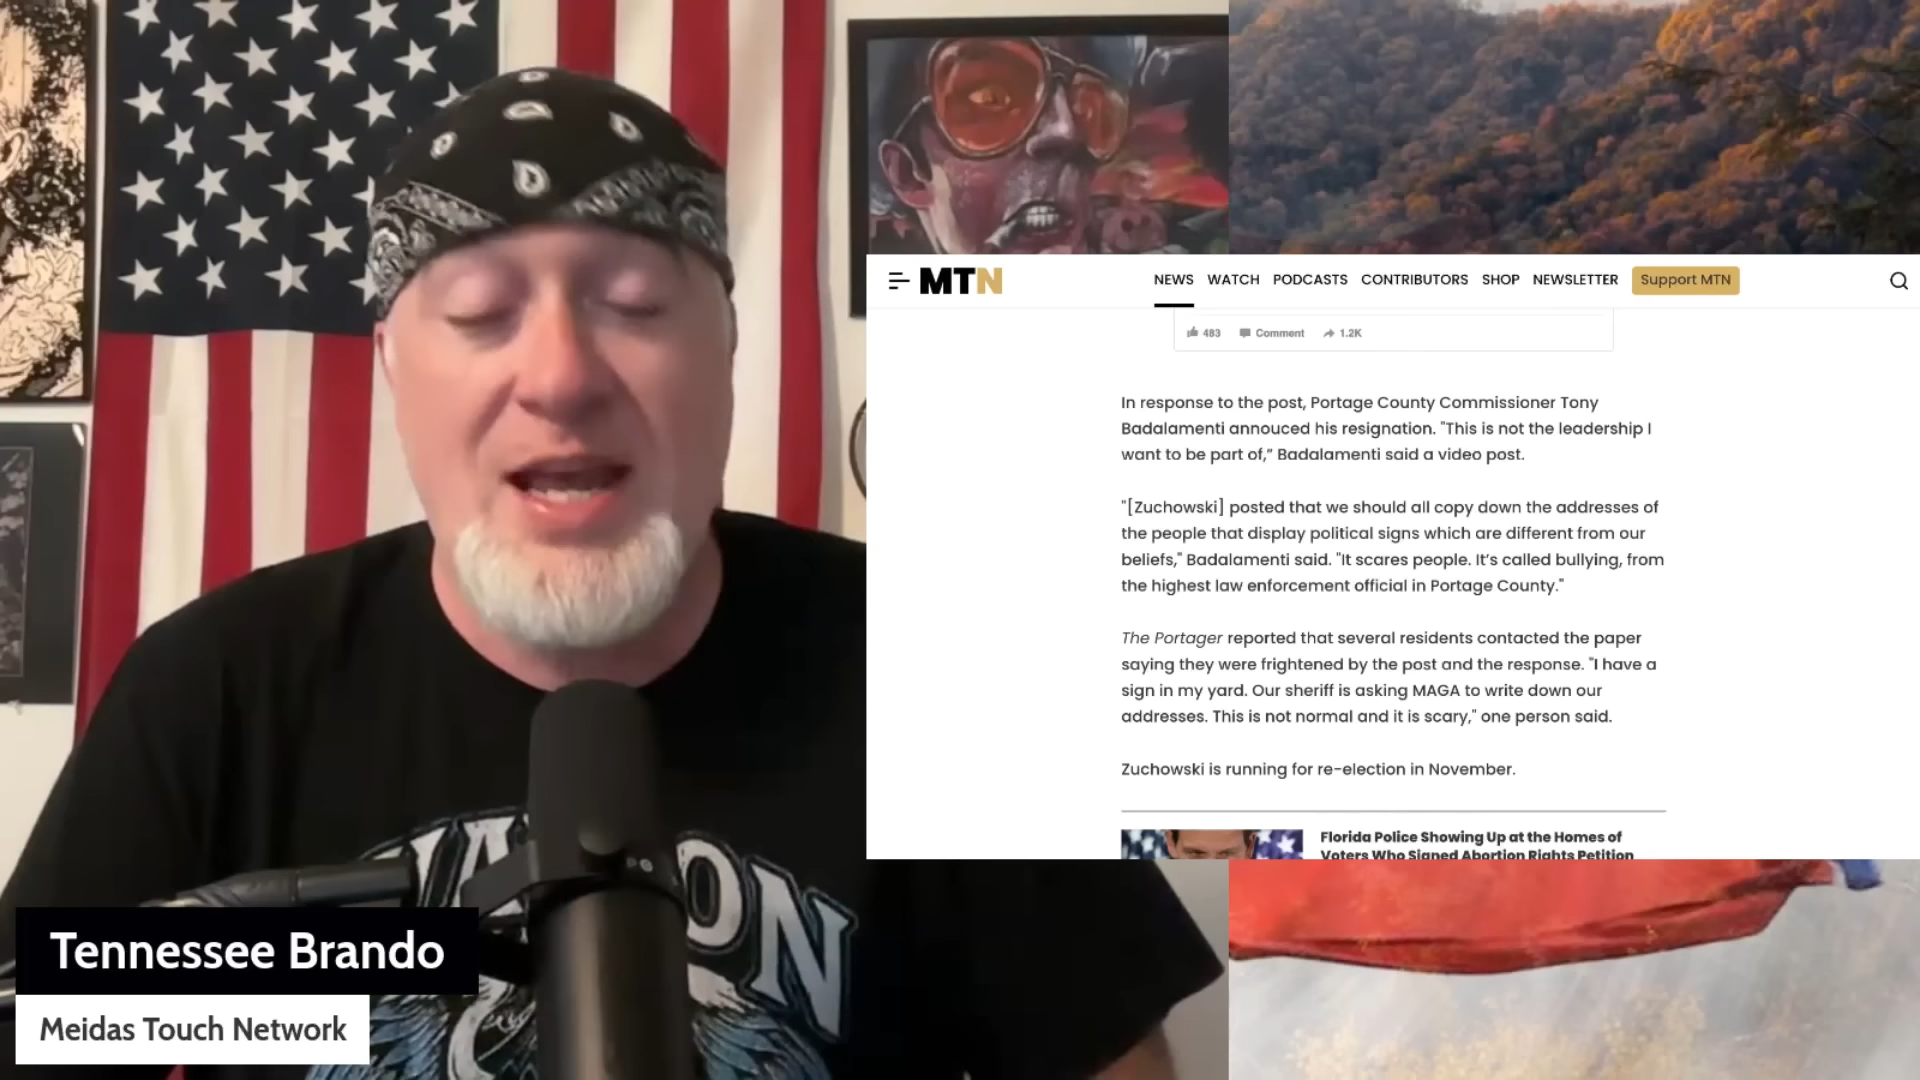 MTN
NEWS WATCH PODCASTS CONTRIBUTORS SHOP NEWSLETTER Support MTN
483 Comment 1.2K
In response to the post, Portage County Commissioner Tony
Badalamenti annouced his resignation. "This is not the leadership I
want to be part of,” Badalamenti said a video post.
"[Zuchowski] posted that we should all copy down the addresses of
the people that display political signs which are different from our
beliefs," Badalamenti said. "It scares people. It’s called bullying, from
the highest law enforcement official in Portage County."
The Portager reported that several residents contacted the paper
saying they were frightened by the post and the response. "I have a
sign in my yard. Our sheriff is asking MAGA to write down our
addresses. This is not normal and it is scary," one person said.
Zuchowski is running for re-election in November.
Florida Police Showing Up at the Homes of
Voters Who Signed Abortion Rights Petition
Tennessee Brando
Meidas Touch Network